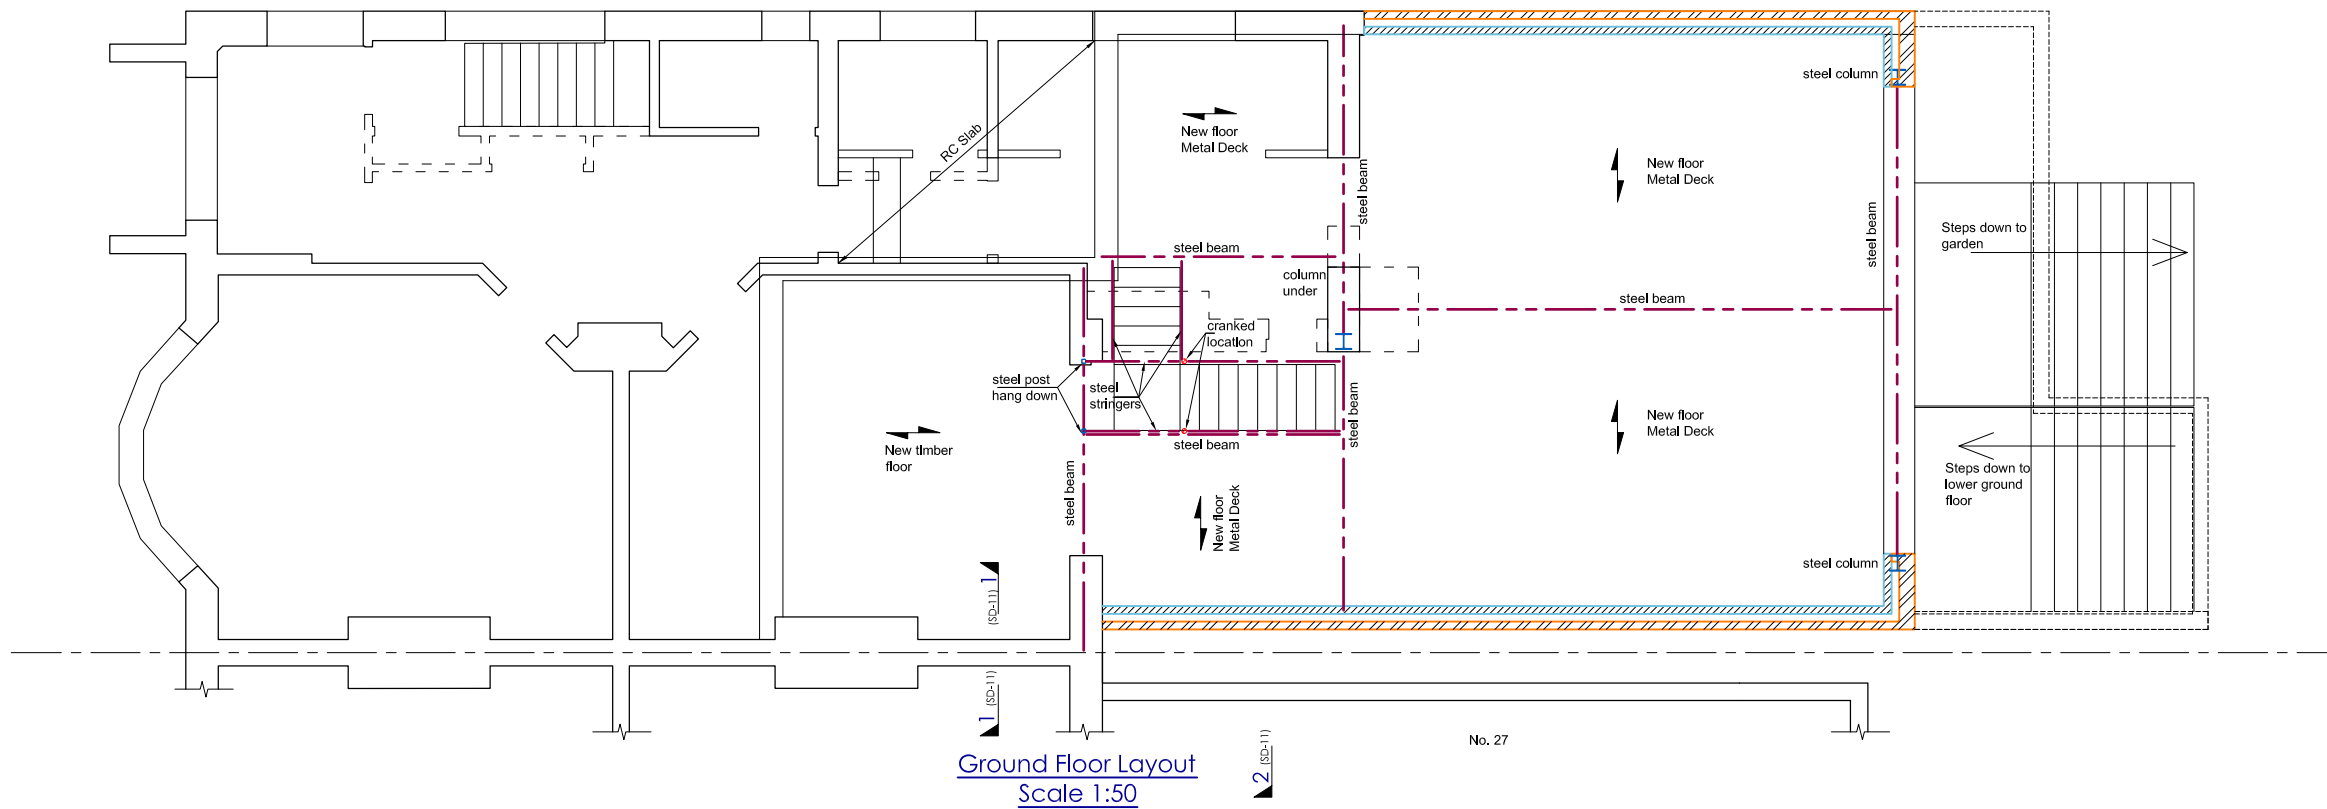 steel column
RC Slab
New floor
Metal Deck
steel beam
New floor
Metal Deck
steel beam
Steps down to
garden
steel beam
column
under
steel beam
cranked
location
steel post
hang down
steel
stringers
steel beam
steel beam
New floor
Metal Deck
New timber
floor
steel beam
Steps down to
lower ground
floor
New floor
Metal Deck
steel column
1 (SD-11)
1 (SD-11)
2 (SD-11)
No. 27
Ground Floor Layout
Scale 1:50